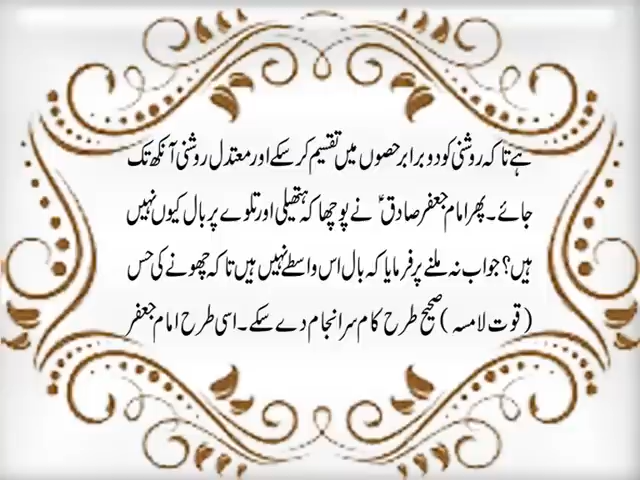 ہے تاکہ روشنی کو دو برابر حصوں میں تقسیم کر سکے اور معتدل روشنی آنکھ تک
جائے۔ پھر امام جعفر صادقؑ نے پوچھا کہ ہتھیلی اور تلوے پر بال کیوں نہیں
ہیں؟ جواب نہ ملنے پر فرمایا کہ بال اس واسطے نہیں ہیں تاکہ چھونے کی حس
(قوت لامسہ) صحیح طرح کام سرانجام دے سکے۔ اسی طرح امام جعفر